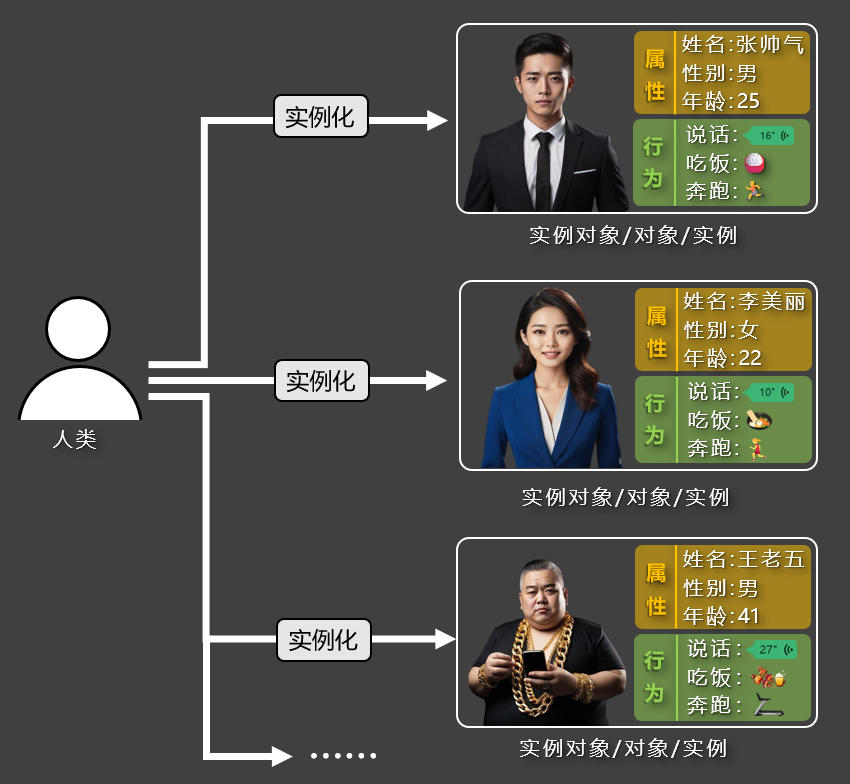 实例化
属性
姓名:张帅气
性别:男
年龄:25
行为
说话: 16"
吃饭:
奔跑:
实例对象/对象/实例
人类
实例化
属性
姓名:李美丽
性别:女
年龄:22
行为
说话: 10"
吃饭:
奔跑:
实例对象/对象/实例
实例化
属性
姓名:王老五
性别:男
年龄:41
行为
说话: 27"
吃饭:
奔跑:
实例对象/对象/实例
······